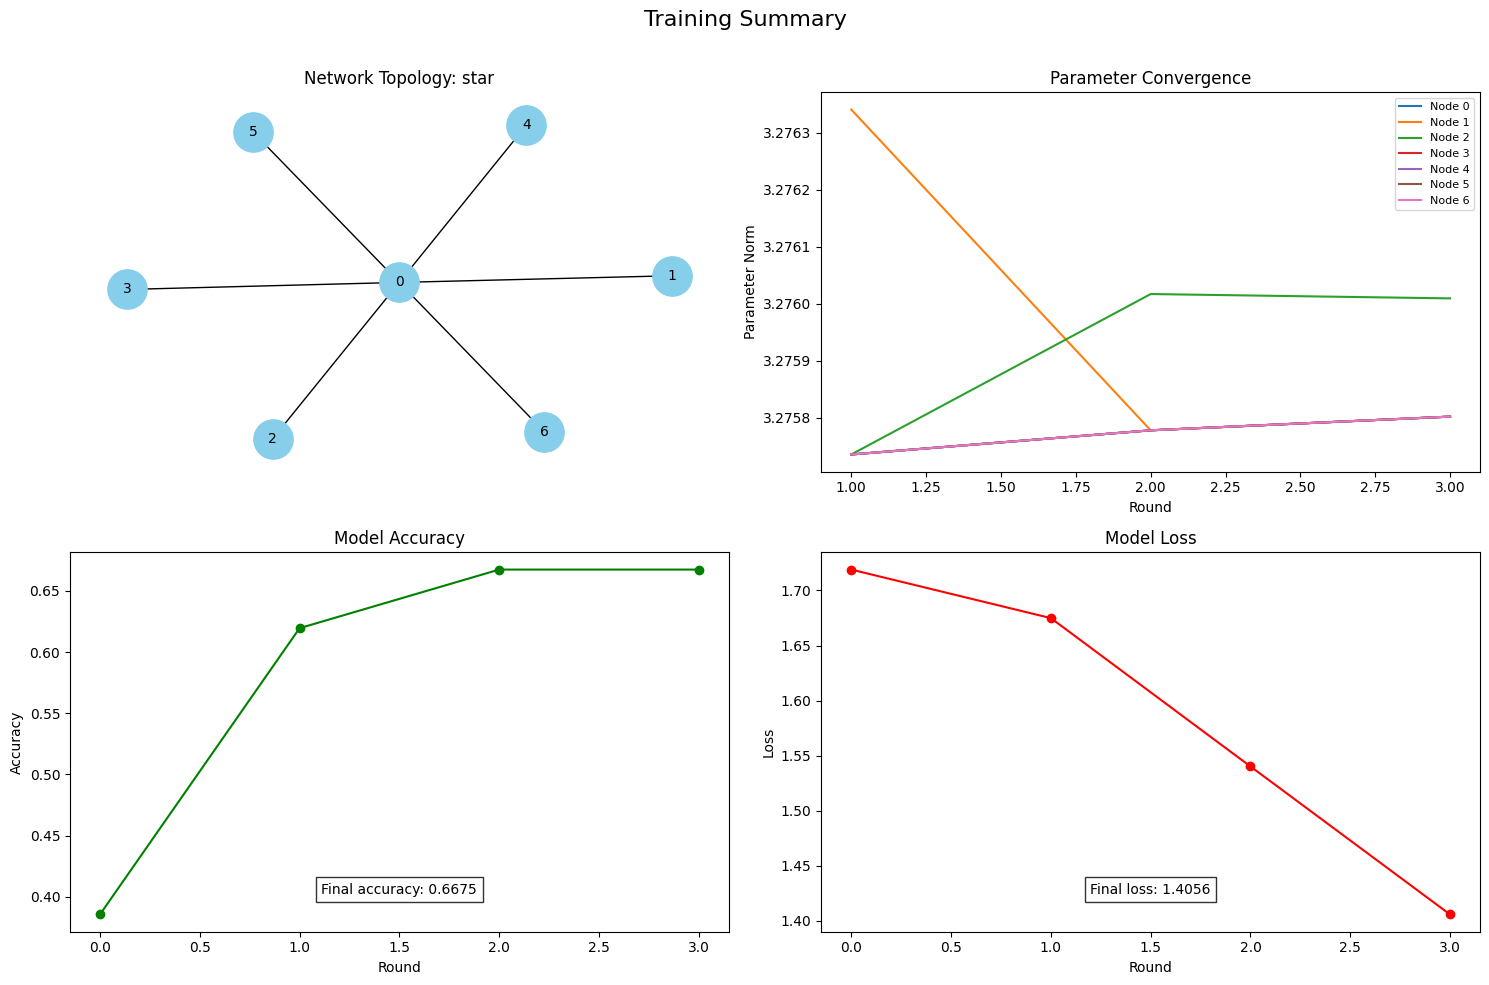 Training Summary
Network Topology: star
5
4
3
0
1
2
6
Parameter Convergence
Node 0
Node 1
Node 2
Node 3
Node 4
Node 5
Node 6
3.2763
3.2762
3.2761
3.2760
3.2759
3.2758
Parameter Norm
1.00 1.25 1.50 1.75 2.00 2.25 2.50 2.75 3.00
Round
Model Accuracy
0.65
0.60
0.55
0.50
0.45
0.40
Accuracy
Final accuracy: 0.6675
0.0 0.5 1.0 1.5 2.0 2.5 3.0
Round
Model Loss
1.70
1.65
1.60
1.55
1.50
1.45
1.40
Loss
Final loss: 1.4056
0.0 0.5 1.0 1.5 2.0 2.5 3.0
Round